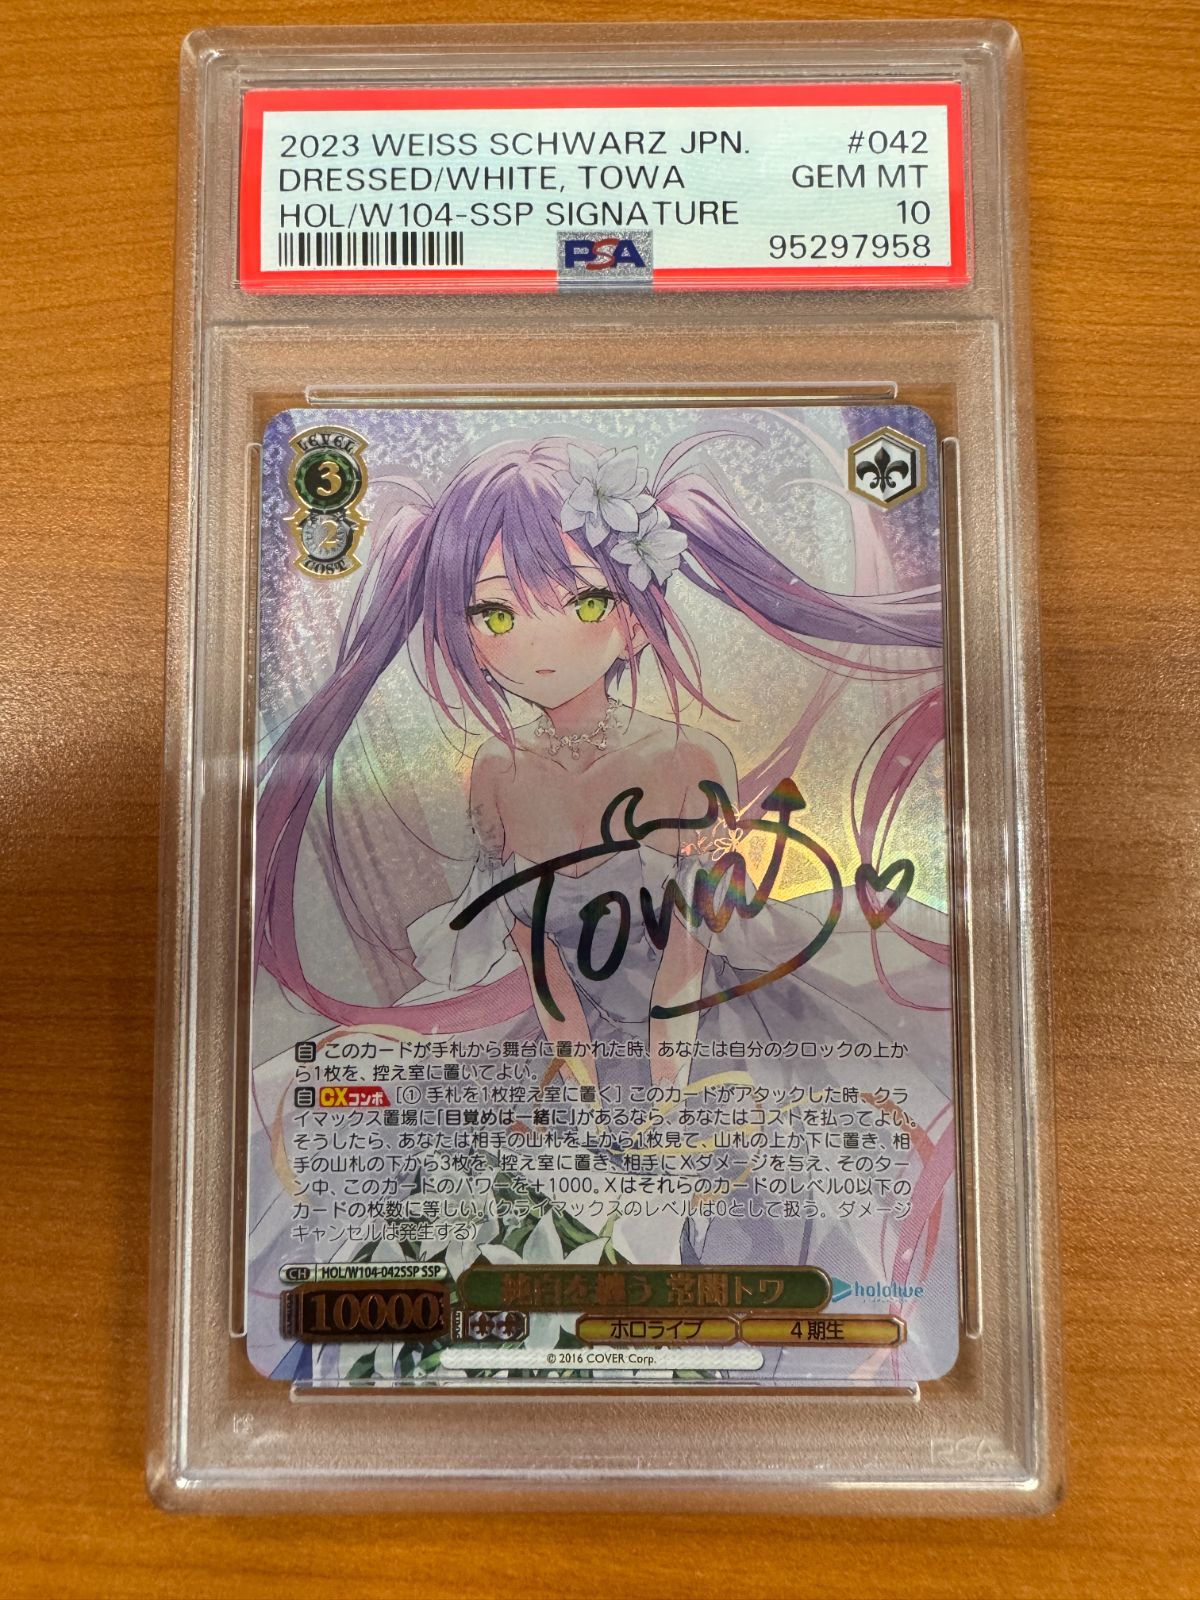 2023 WEISS SCHWARZ JPN. #042
DRESSED/WHITE, TOWA GEM MT
HOL/W104-SSP SIGNATURE 10
PSA 95297958
LEVEL
3
2
COST
Towa
自 このカードが手札から舞台に置かれた時、あなたは自分のクロックの上か
ら1枚を、控え室に置いてよい。
自 CXコンボ [① 手札を1枚控え室に置く] このカードがアタックした時、クラ
イマックス置場に「目覚めは一緒に」があるなら、あなたはコストを払ってよい。
そうしたら、あなたは相手の山札を上から1枚見て、山札の上か下に置き、相
手の山札の下から3枚を、控え室に置き、相手にXダメージを与え、そのター
ン中、このカードのパワーを+1000。Xはそれらのカードのレベル0以下の
カードの枚数に等しい。(クライマックスのレベルは0として扱う。ダメージ
キャンセルは発生する)
CH HOL/W104-042SSP SSP
純白を纏う 常闇トワ
hololive
10000
ホロライブ 4期生
© 2016 COVER Corp.